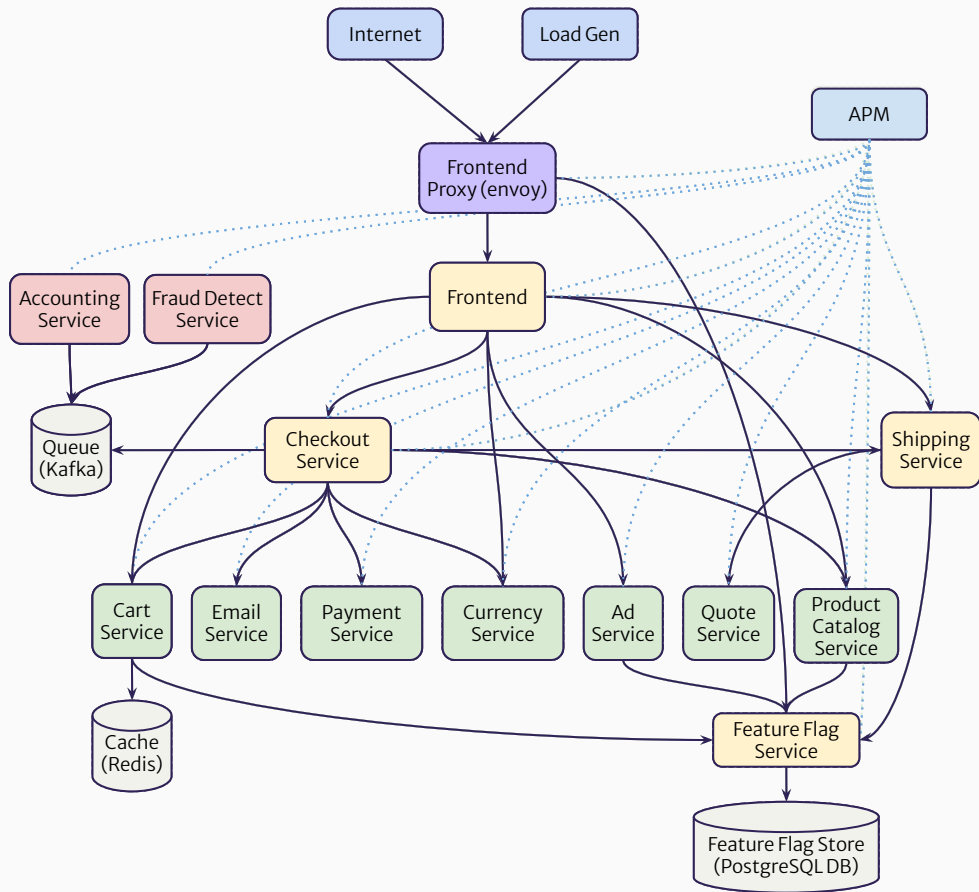 Internet
Load Gen
APM
Frontend
Proxy (envoy)
Accounting
Service
Fraud Detect
Service
Frontend
Queue
(Kafka)
Checkout
Service
Shipping
Service
Cart
Service
Email
Service
Payment
Service
Currency
Service
Ad
Service
Quote
Service
Product
Catalog
Service
Cache
(Redis)
Feature Flag
Service
Feature Flag Store
(PostgreSQL DB)